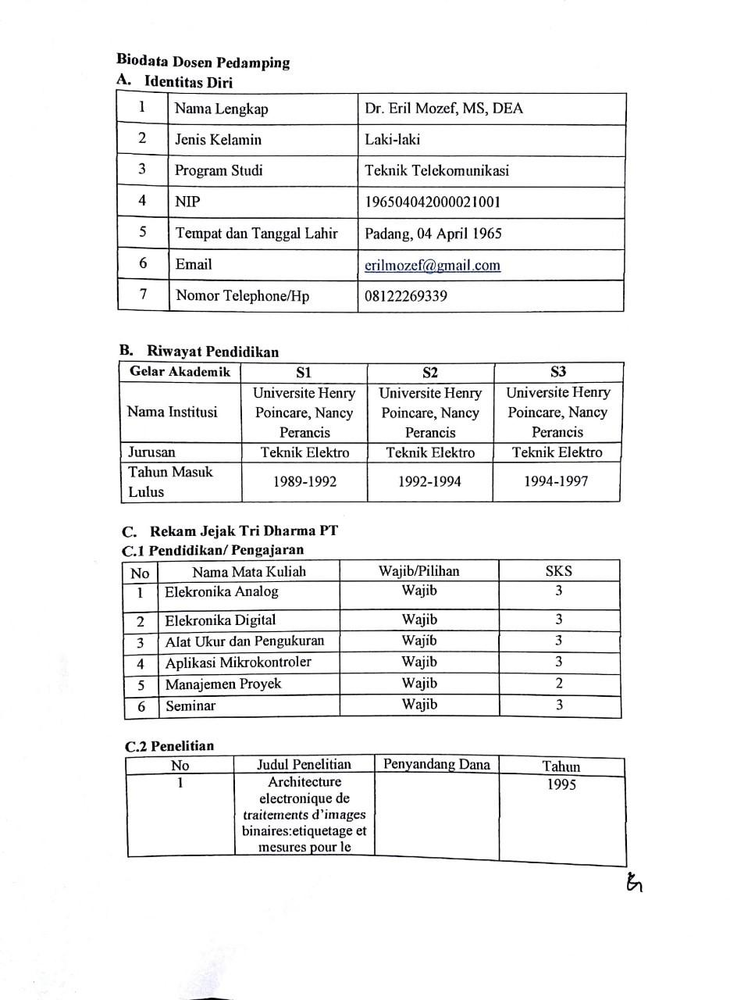 Biodata Dosen Pedamping
A. Identitas Diri
1 Nama Lengkap Dr. Eril Mozef, MS, DEA
2 Jenis Kelamin Laki-laki
3 Program Studi Teknik Telekomunikasi
4 NIP 196504042000021001
5 Tempat dan Tanggal Lahir Padang, 04 April 1965
6 Email erilmozef@gmail.com
7 Nomor Telephone/Hp 08122269339
B. Riwayat Pendidikan
Gelar Akademik S1 S2 S3
Universite Henry Universite Henry Universite Henry
Nama Institusi Poincare, Nancy Poincare, Nancy Poincare, Nancy
Perancis Perancis Perancis
Jurusan Teknik Elektro Teknik Elektro Teknik Elektro
Tahun Masuk
Lulus 1989-1992 1992-1994 1994-1997
C. Rekam Jejak Tri Dharma PT
C.1 Pendidikan/ Pengajaran
No Nama Mata Kuliah Wajib/Pilihan SKS
1 Elekronika Analog Wajib 3
2 Elekronika Digital Wajib 3
3 Alat Ukur dan Pengukuran Wajib 3
4 Aplikasi Mikrokontroler Wajib 3
5 Manajemen Proyek Wajib 2
6 Seminar Wajib 3
C.2 Penelitian
No Judul Penelitian Penyandang Dana Tahun
1 Architecture 1995
electronique de
traitements d'images
binaires:etiquetage et
mesures pour le